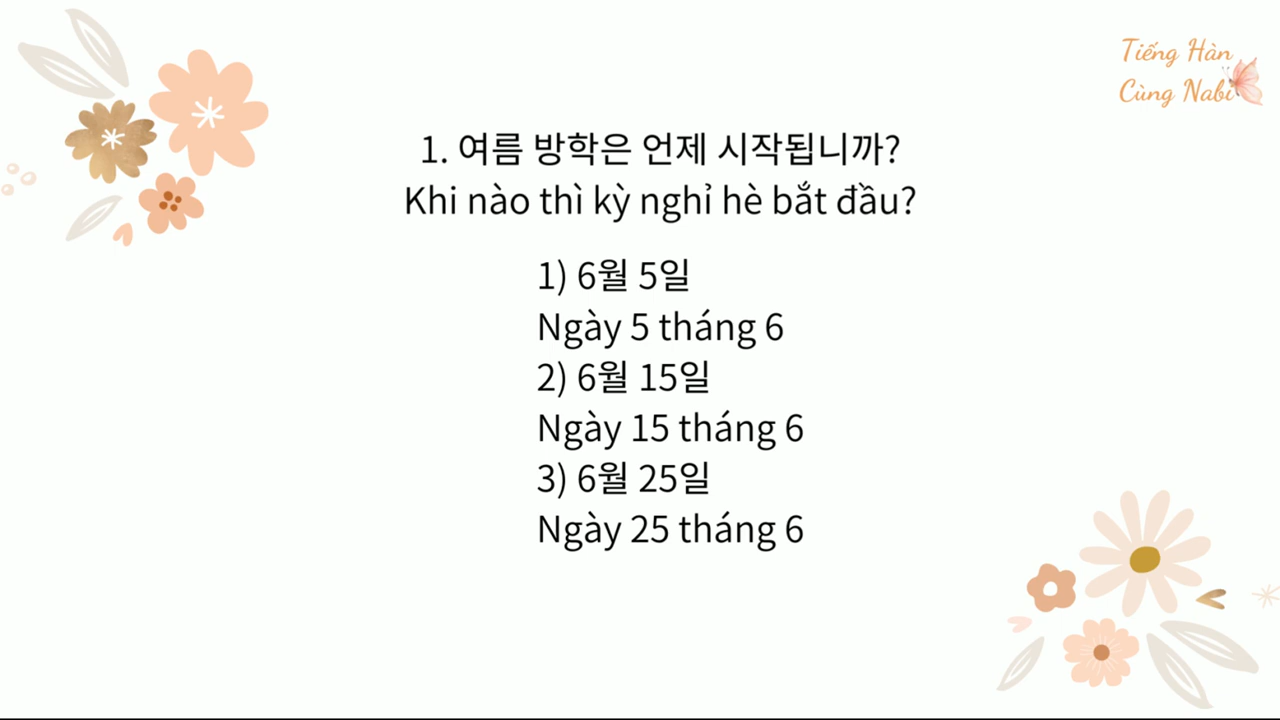 Tiếng Hàn
Cùng Nabi
1. 여름 방학은 언제 시작됩니까?
Khi nào thì kỳ nghỉ hè bắt đầu?
1) 6월 5일
Ngày 5 tháng 6
2) 6월 15일
Ngày 15 tháng 6
3) 6월 25일
Ngày 25 tháng 6